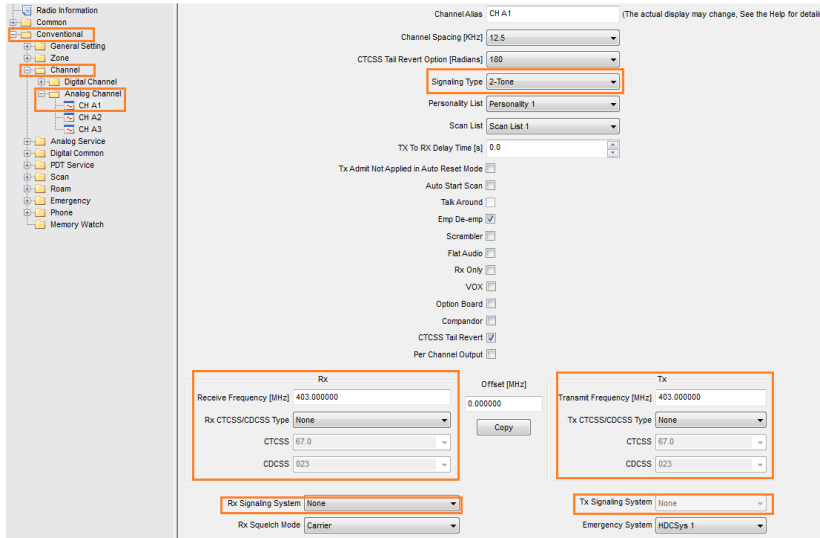 Radio Information
Common
Conventional
General Setting
Zone
Channel
Digital Channel
Analog Channel
CH A1
CH A2
CH A3
Analog Service
Digital Common
PDT Service
Scan
Roam
Emergency
Phone
Memory Watch
Channel Alias CH A1 (The actual display may change, See the Help for detail
Channel Spacing [KHz] 12.5
CTCSS Tail Revert Option [Radians] 180
Signaling Type 2-Tone
Personality List Personality 1
Scan List Scan List 1
TX To RX Delay Time [s] 0.0
Tx Admit Not Applied in Auto Reset Mode
Auto Start Scan
Talk Around
Emp De-emp
Scrambler
Flat Audio
Rx Only
VOX
Option Board
Compandor
CTCSS Tail Revert
Per Channel Output
Rx
Receive Frequency [MHz] 403.000000
Rx CTCSS/CDCSS Type None
CTCSS 67.0
CDCSS 023
Offset [MHz]
0.000000
Copy
Tx
Transmit Frequency [MHz] 403.000000
Tx CTCSS/CDCSS Type None
CTCSS 67.0
CDCSS 023
Rx Signaling System None
Tx Signaling System None
Rx Squelch Mode Carrier
Emergency System HDCSys 1